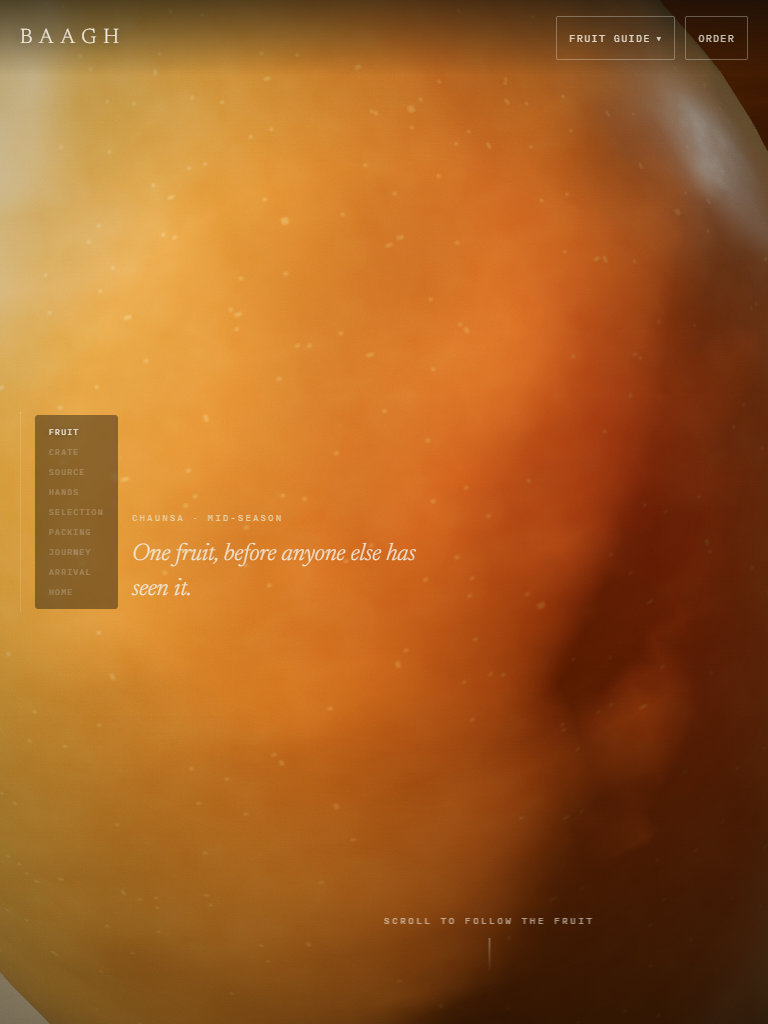 BAAGH
FRUIT GUIDE ▾
ORDER
FRUIT
CRATE
SOURCE
HANDS
SELECTION
PACKING
JOURNEY
ARRIVAL
HOME
CHAUNSA · MID-SEASON
One fruit, before anyone else has
seen it.
SCROLL TO FOLLOW THE FRUIT